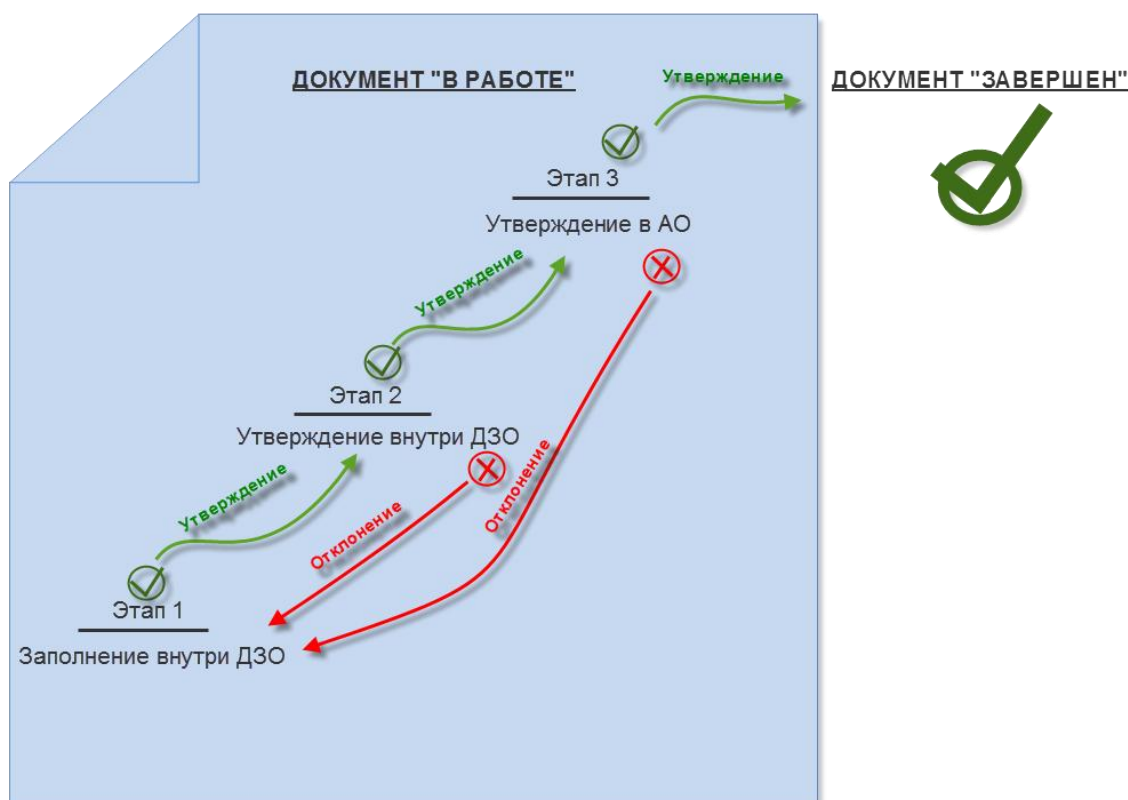 ДОКУМЕНТ "В РАБОТЕ"
Утверждение
ДОКУМЕНТ "ЗАВЕРШЕН"
Этап 3
Утверждение в АО
Утверждение
Этап 2
Утверждение внутри ДЗО
Утверждение
Отклонение
Отклонение
Этап 1
Заполнение внутри ДЗО